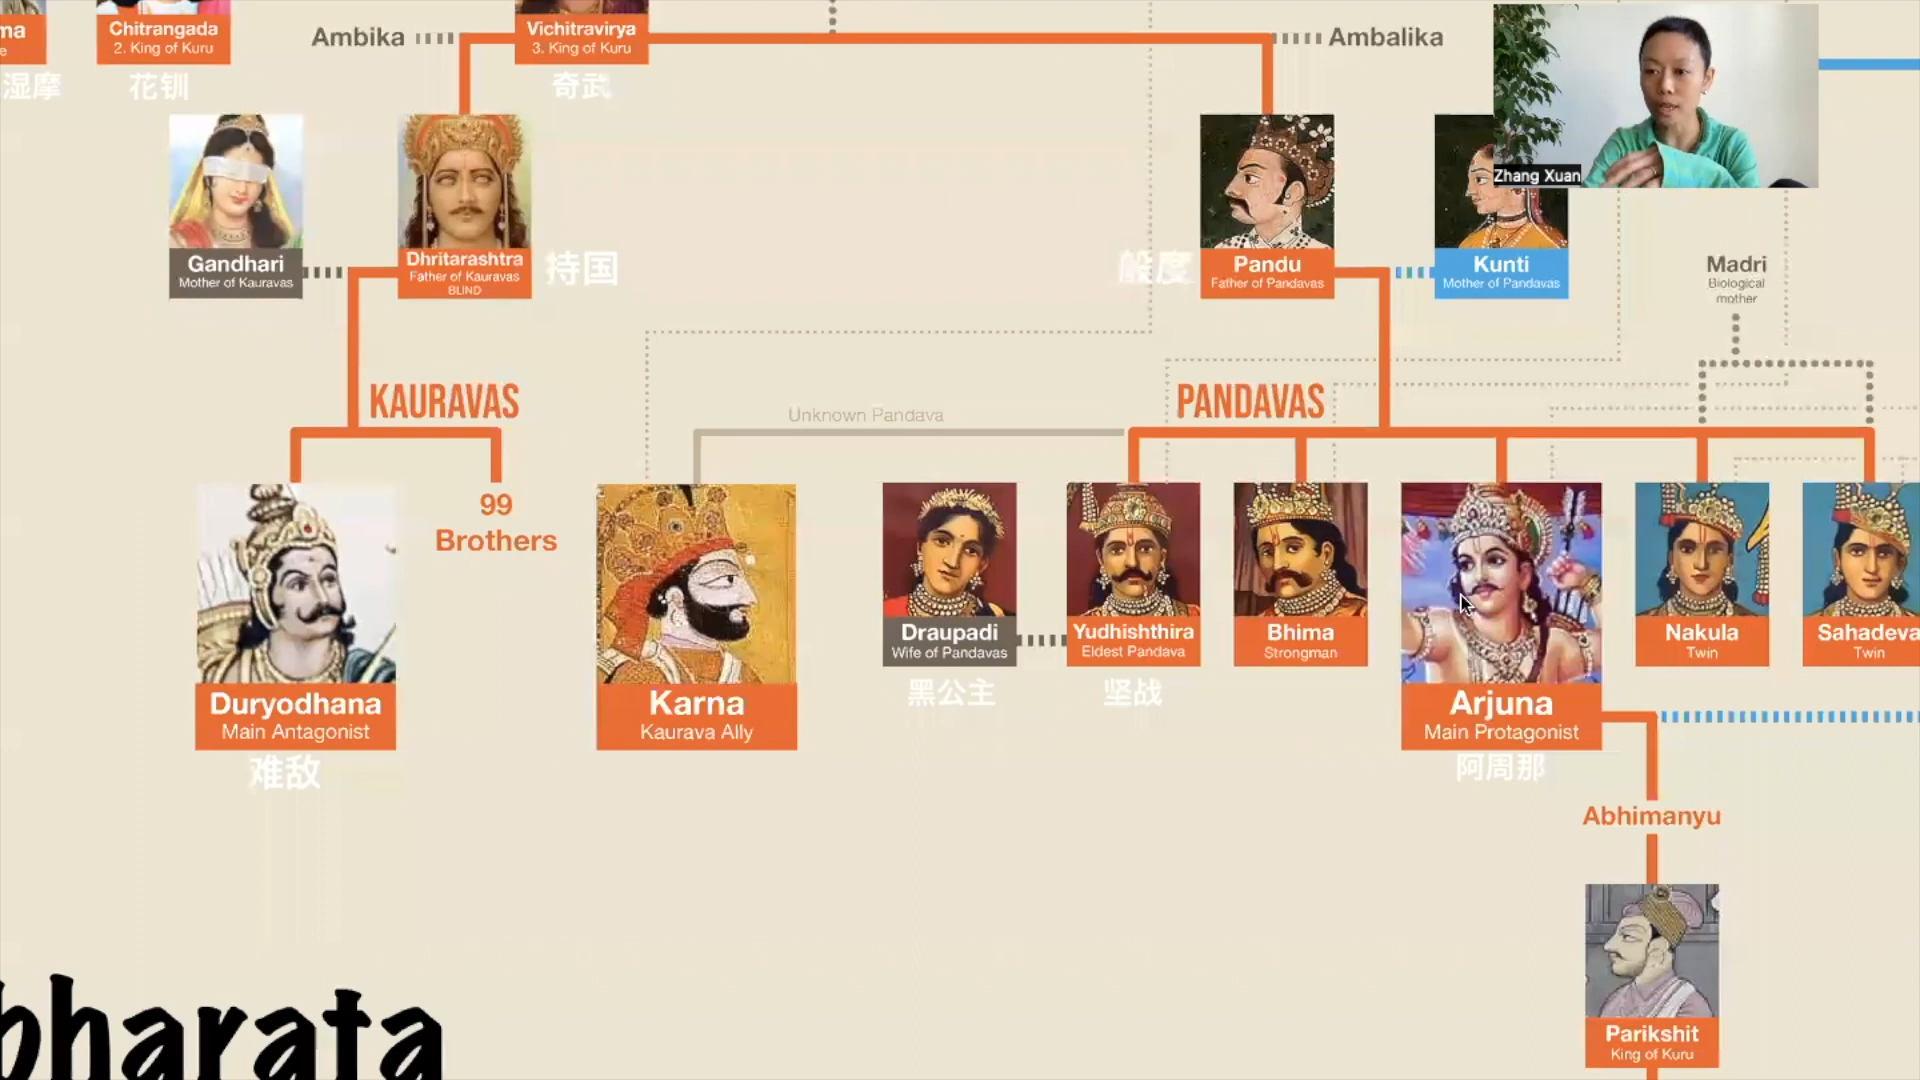 ma
Chitrangada
2. King of Kuru
Ambika
Vichitravirya
3. King of Kuru
Ambalika
湿摩
花钏
奇武
Zhang Xuan
Gandhari
Mother of Kauravas
Dhritarashtra
Father of Kauravas
BLIND
持国
般度
Pandu
Father of Pandavas
Kunti
Mother of Pandavas
Madri
Biological
mother
KAURAVAS
Unknown Pandava
PANDAVAS
99
Brothers
Duryodhana
Main Antagonist
难敌
Karna
Kaurava Ally
Draupadi
Wife of Pandavas
黑公主
Yudhishthira
Eldest Pandava
坚战
Bhima
Strongman
Arjuna
Main Protagonist
阿周那
Nakula
Twin
Sahadeva
Twin
Abhimanyu
Parikshit
King of Kuru
bharata